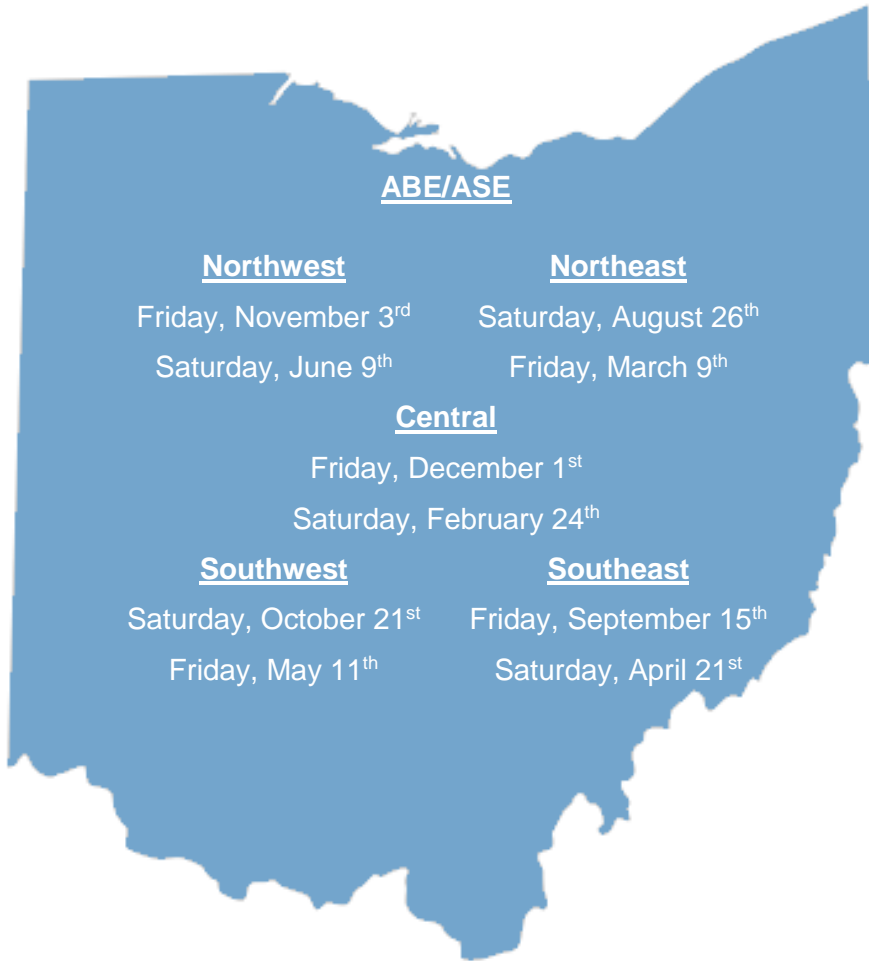 ABE/ASE
Northwest
Friday, November 3rd
Saturday, June 9th
Northeast
Saturday, August 26th
Friday, March 9th
Central
Friday, December 1st
Saturday, February 24th
Southwest
Saturday, October 21st
Friday, May 11th
Southeast
Friday, September 15th
Saturday, April 21st